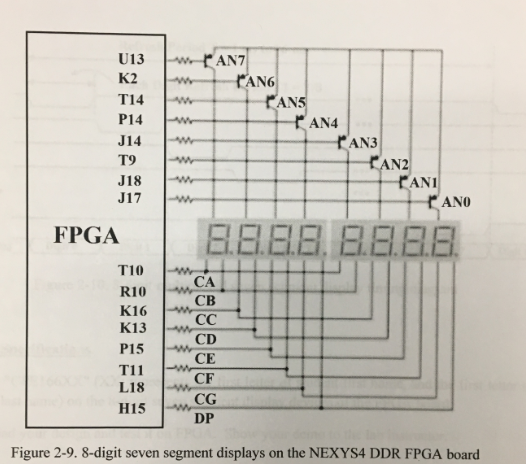 U13
AN7
K2
AN6
T14
AN5
P14
AN4
J14
AN3
T9
AN2
J18
AN1
J17
AN0
FPGA
T10
CA
R10
CB
K16
CC
K13
CD
P15
CE
T11
CF
L18
CG
H15
DP
Figure 2-9. 8-digit seven segment displays on the NEXYS4 DDR FPGA board